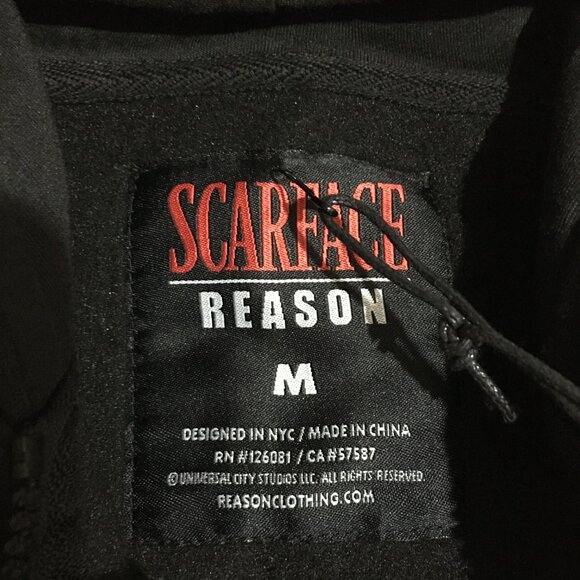 SCARFACE
REASON
M
DESIGNED IN NYC / MADE IN CHINA
RN #126081 / CA #57587
© UNIVERSAL CITY STUDIOS LLC. ALL RIGHTS RESERVED.
REASONCLOTHING.COM